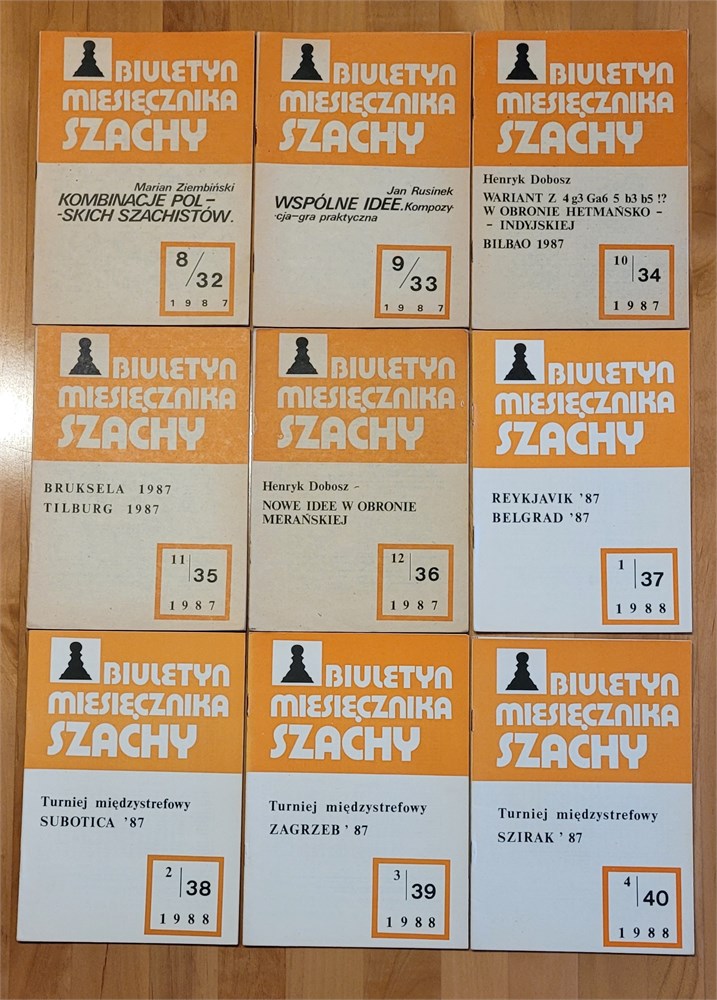 BIULETYN
MIESIĘCZNIKA
SZACHY
Marian Ziembiński
KOMBINACJE POL-
-SKICH SZACHISTÓW.
8/32
1987
BIULETYN
MIESIĘCZNIKA
SZACHY
Jan Rusinek
WSPÓLNE IDEE.Kompozy-
-cja-gra praktyczna
9/33
1987
BIULETYN
MIESIĘCZNIKA
SZACHY
Henryk Dobosz
WARIANT Z 4 g3 Ga6 5 b3 b5 !?
W OBRONIE HETMAŃSKO -
- INDYJSKIEJ
BILBAO 1987
10|34
1987
BIULETYN
MIESIĘCZNIKA
SZACHY
BRUKSELA 1987
TILBURG 1987
11|35
1987
BIULETYN
MIESIĘCZNIKA
SZACHY
Henryk Dobosz -
NOWE IDEE W OBRONIE
MERAŃSKIEJ
12|36
1987
BIULETYN
MIESIĘCZNIKA
SZACHY
REYKJAVIK '87
BELGRAD '87
1|37
1988
BIULETYN
MIESIĘCZNIKA
SZACHY
Turniej międzystrefowy
SUBOTICA '87
2|38
1988
BIULETYN
MIESIĘCZNIKA
SZACHY
Turniej międzystrefowy
ZAGRZEB ' 87
3|39
1988
BIULETYN
MIESIĘCZNIKA
SZACHY
Turniej międzystrefowy
SZIRAK ' 87
4|40
1988